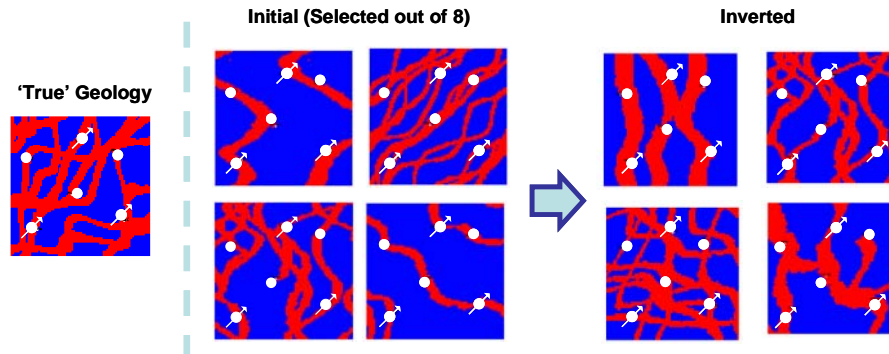 Initial (Selected out of 8)
Inverted
‘True’ Geology